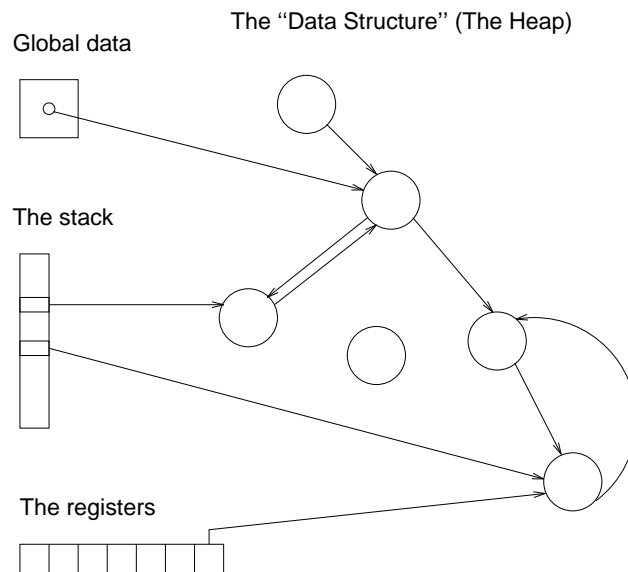 The “Data Structure” (The Heap)
Global data
The stack
The registers